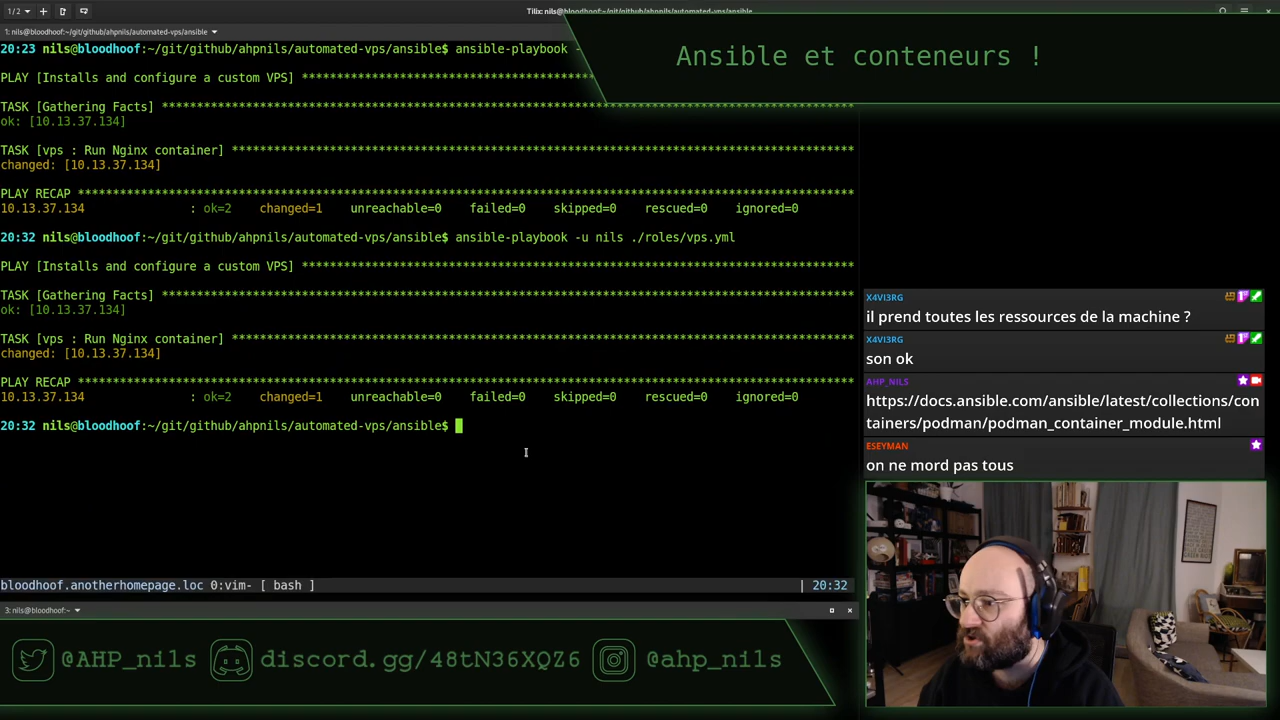 1 / 2
Tilix: nils@bloodhoof:~/git/github/ahpnils/automated-vps/ansible
1: nils@bloodhoof:~/git/github/ahpnils/automated-vps/ansible
Ansible et conteneurs !
20:23 nils@bloodhoof:~/git/github/ahpnils/automated-vps/ansible$ ansible-playbook -
PLAY [Installs and configure a custom VPS] *****************************************
TASK [Gathering Facts] ****************************************************************************************************
ok: [10.13.37.134]
TASK [vps : Run Nginx container] *****************************************************************************************
changed: [10.13.37.134]
PLAY RECAP ***************************************************************************************************************
10.13.37.134 : ok=2 changed=1 unreachable=0 failed=0 skipped=0 rescued=0 ignored=0
20:32 nils@bloodhoof:~/git/github/ahpnils/automated-vps/ansible$ ansible-playbook -u nils ./roles/vps.yml
PLAY [Installs and configure a custom VPS] *******************************************************************************
TASK [Gathering Facts] ***************************************************************************************************
ok: [10.13.37.134]
TASK [vps : Run Nginx container] *****************************************************************************************
changed: [10.13.37.134]
PLAY RECAP ***************************************************************************************************************
10.13.37.134 : ok=2 changed=1 unreachable=0 failed=0 skipped=0 rescued=0 ignored=0
20:32 nils@bloodhoof:~/git/github/ahpnils/automated-vps/ansible$
bloodhoof.anotherhomepage.loc 0:vim- [ bash ] | 20:32
3: nils@bloodhoof:~
@AHP_nils discord.gg/48tN36XQZ6 @ahp_nils
X4VI3RG
il prend toutes les ressources de la machine ?
X4VI3RG
son ok
AHP_NILS
https://docs.ansible.com/ansible/latest/collections/con
tainers/podman/podman_container_module.html
ESEYMAN
on ne mord pas tous